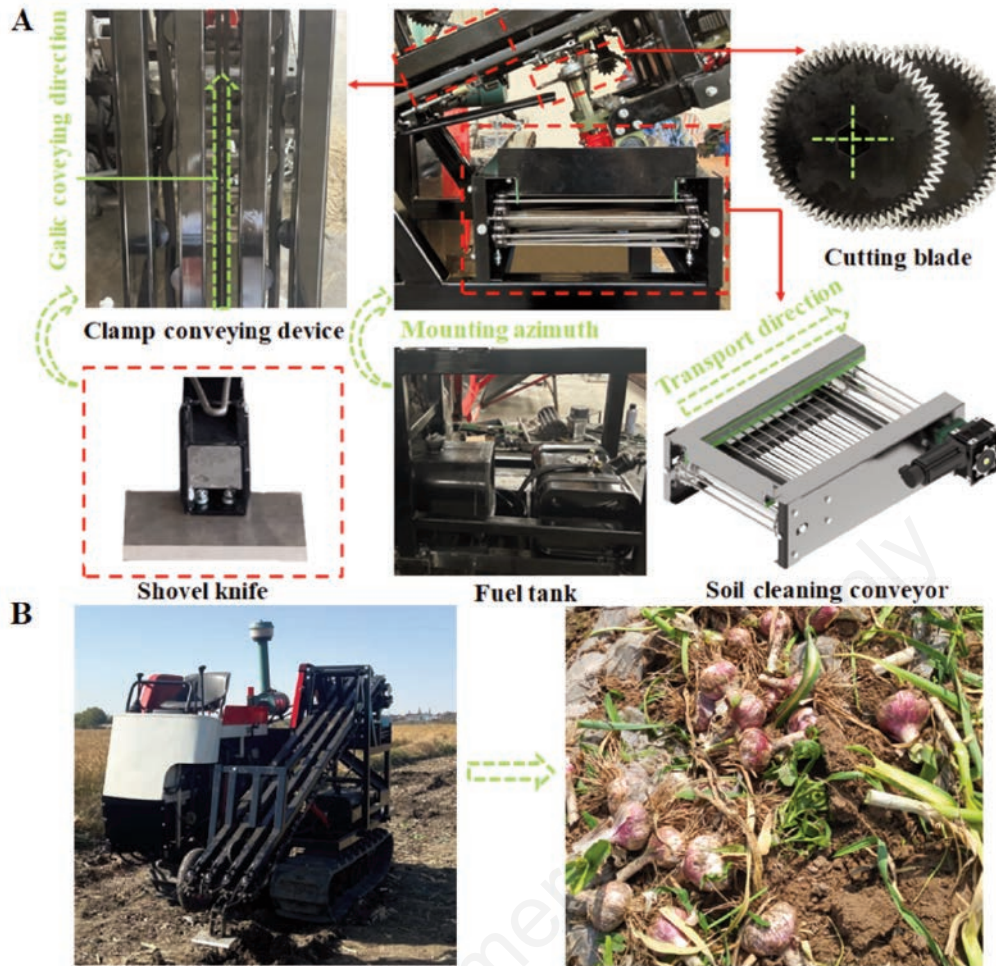 A
Galic coveying direction
Clamp conveying device
Mounting azimuth
Cutting blade
Transport direction
Shovel knife
Fuel tank
Soil cleaning conveyor
B